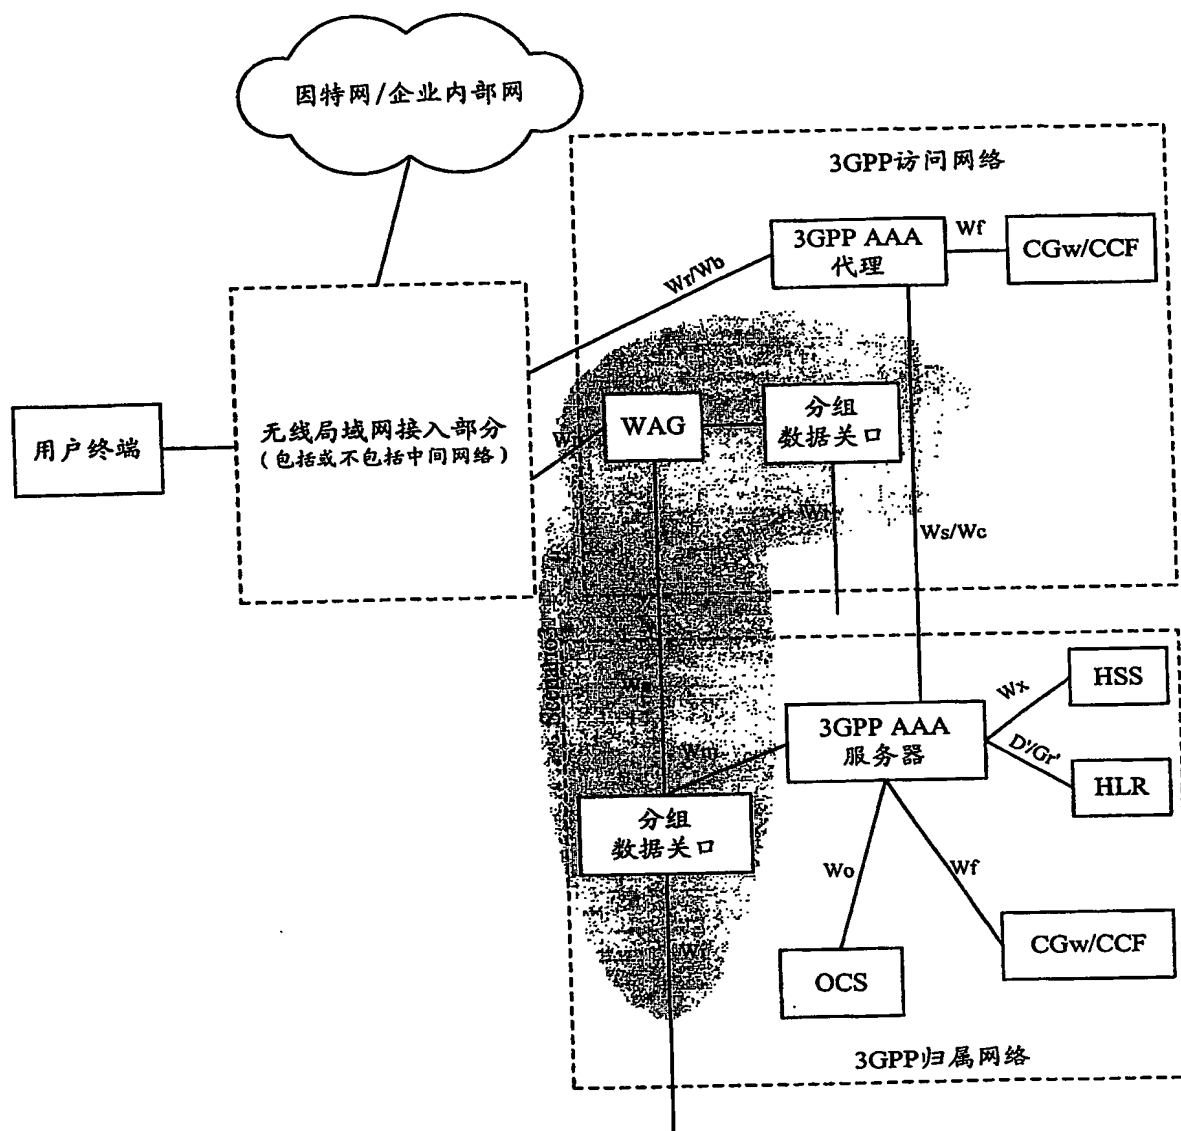 因特网/企业内部网
3GPP访问网络
3GPP AAA
代理
Wf
CGw/CCF
Wr/Wb
用户终端
无线局域网接入部分
(包括或不包括中间网络)
WAG
分组
数据关口
Ws/Wc
3GPP AAA
服务器
Wx
HSS
D'/Gr'
HLR
Wm
分组
数据关口
Wo
Wf
OCS
CGw/CCF
3GPP归属网络